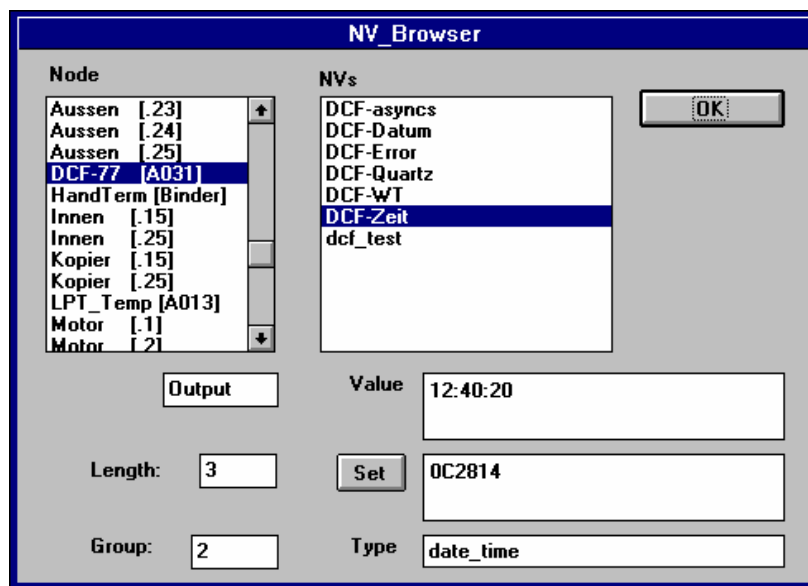 NV_Browser
Node
Aussen [.23]
Aussen [.24]
Aussen [.25]
DCF-77 [A031]
HandTerm [Binder]
Innen [.15]
Innen [.25]
Kopier [.15]
Kopier [.25]
LPT_Temp [A013]
Motor [.1]
Motor [.2]
NVs
DCF-asyncs
DCF-Datum
DCF-Error
DCF-Quartz
DCF-WT
DCF-Zeit
dcf_test
OK
Output
Value 12:40:20
Length: 3
Set 0C2814
Group: 2
Type date_time